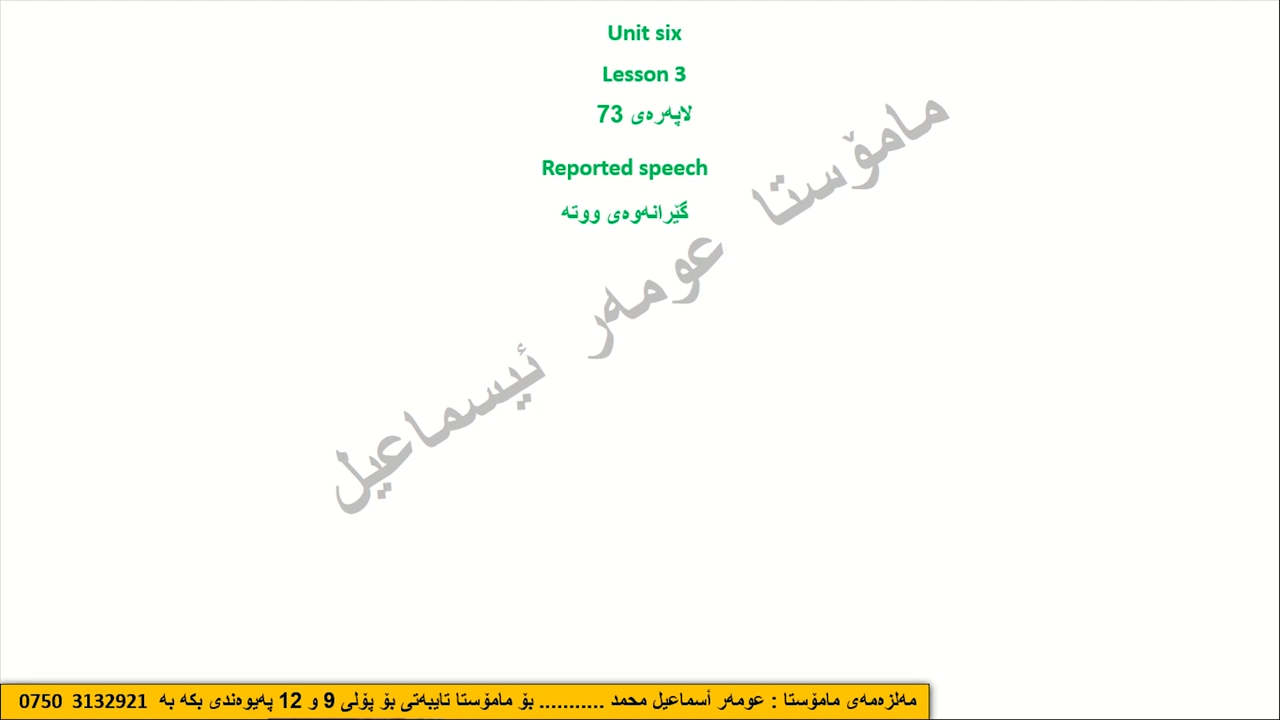 Unit six
Lesson 3
لاپەرەی 73
Reported speech
گێرانەوەی ووتە
مامۆستا عومەر ئیسماعیل
مەلزەمەی مامۆستا : عومەر أسماعیل محمد ........... بۆ مامۆستا تایبەتی بۆ پۆلی 9 و 12 پەیوەندی بکە بە 0750 3132921